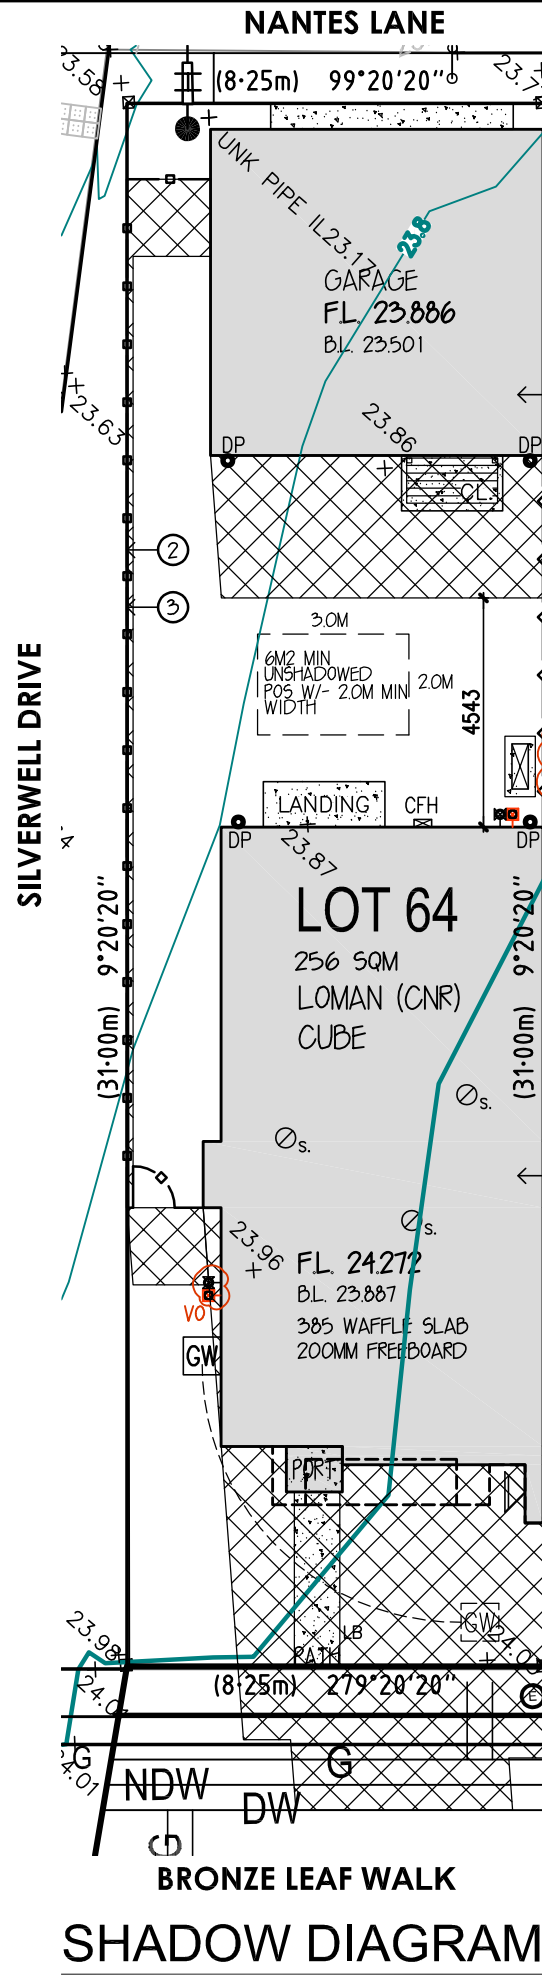 NANTES LANE
23.58
(8·25m) 99°20'20"
23.7
UNK PIPE IL23.17
23.8
GARAGE
F.L. 23.886
B.L. 23.501
23.63
23.86
DP
DP
CL.
2
3
3.0M
6M2 MIN
UNSHADOWED
POS W/- 2.0M MIN
WIDTH
2.0M
4543
SILVERWELL DRIVE
LANDING
CFH
DP
DP
23.87
LOT 64
256 SQM
LOMAN (CNR)
CUBE
(31·00m) 9°20'20"
(31·00m) 9°20'20"
S.
S.
S.
23.96
F.L. 24.272
B.L. 23.887
385 WAFFLE SLAB
200MM FREEBOARD
VO
GW
PORT
GW
LB
PATH
23.98
(8·25m) 279°20'20"
E
G
G
NDW
DW
BRONZE LEAF WALK
SHADOW DIAGRAM